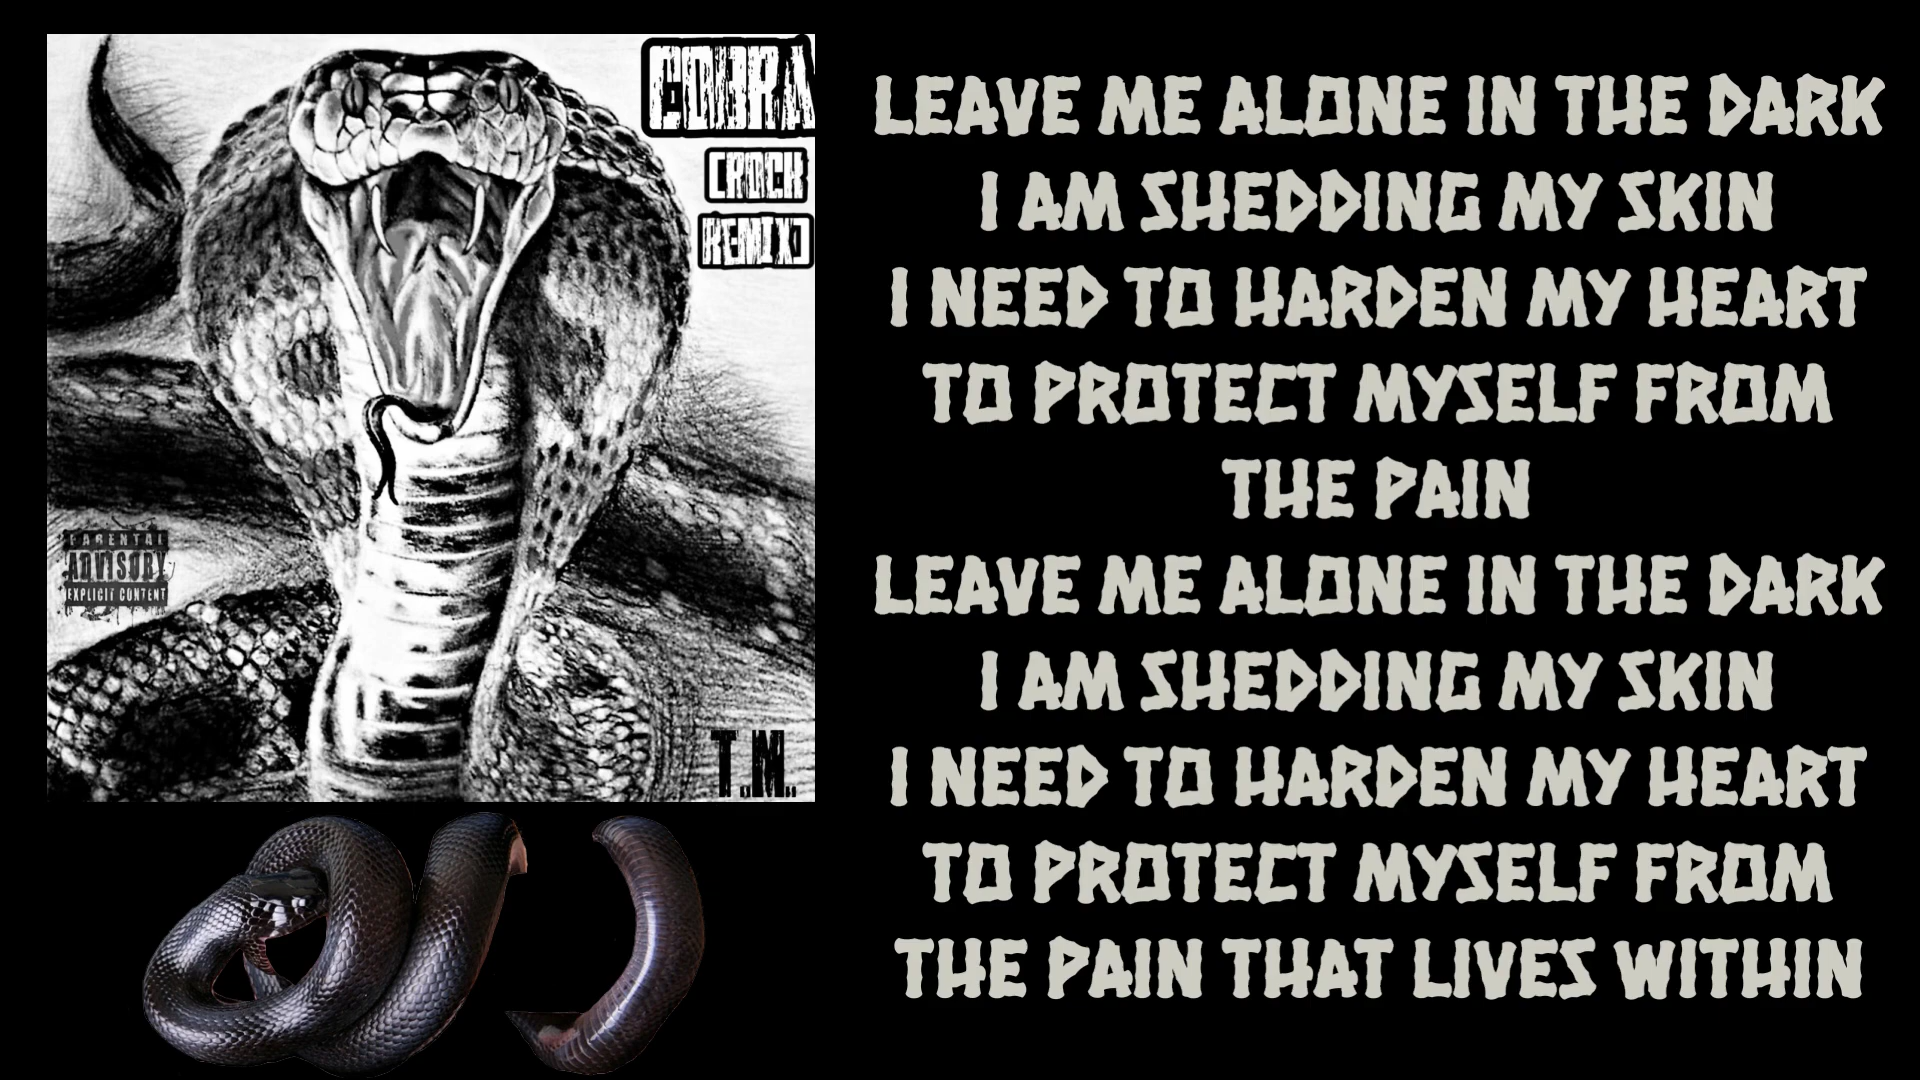 COBRA
(ROCK
REMIX)
PARENTAL
ADVISORY
EXPLICIT CONTENT
T.M.
LEAVE ME ALONE IN THE DARK
I AM SHEDDING MY SKIN
I NEED TO HARDEN MY HEART
TO PROTECT MYSELF FROM
THE PAIN
LEAVE ME ALONE IN THE DARK
I AM SHEDDING MY SKIN
I NEED TO HARDEN MY HEART
TO PROTECT MYSELF FROM
THE PAIN THAT LIVES WITHIN